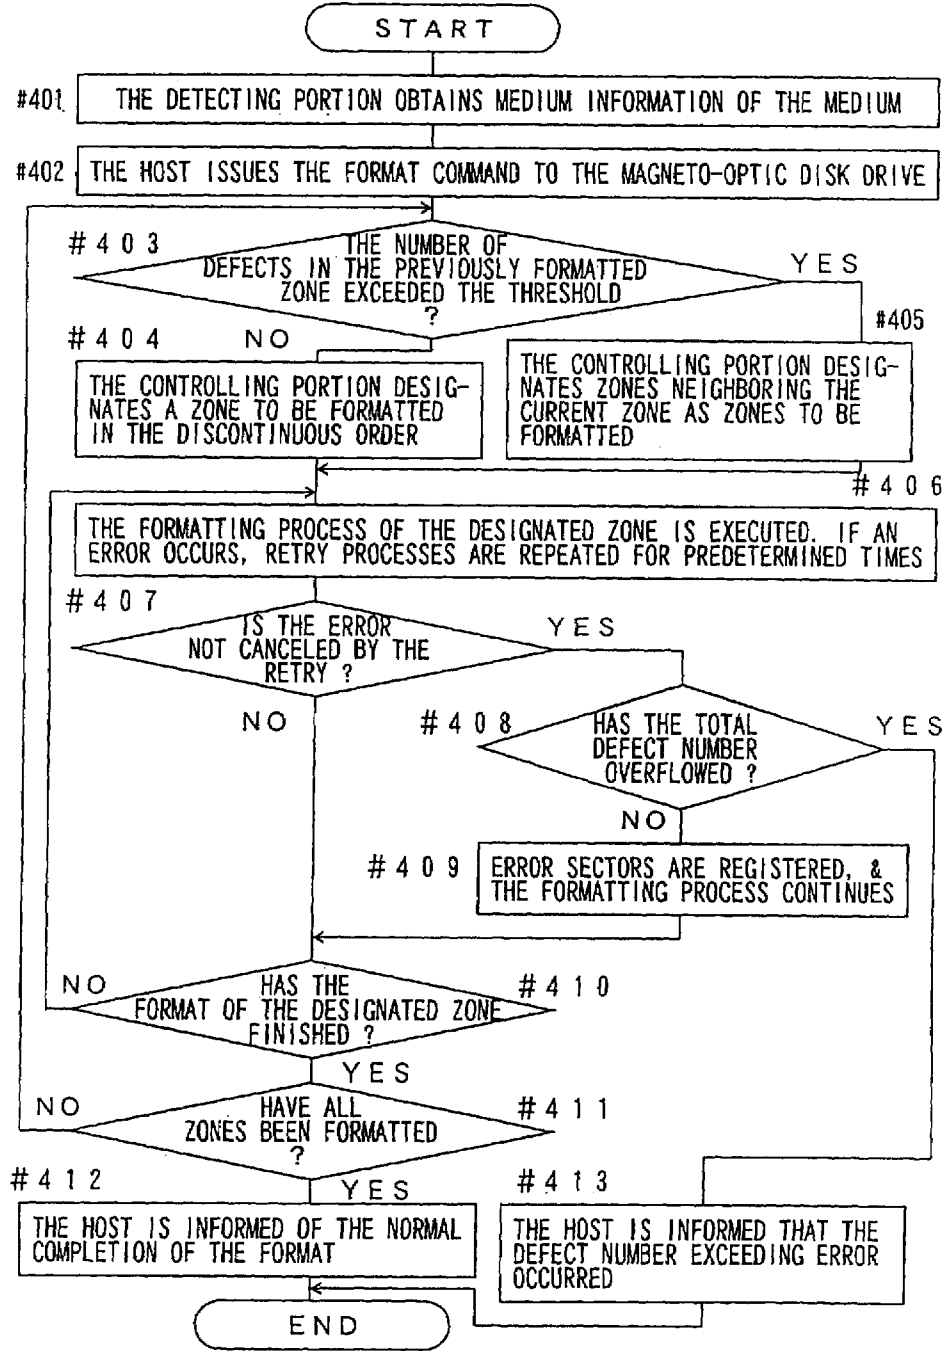 START
#401
THE DETECTING PORTION OBTAINS MEDIUM INFORMATION OF THE MEDIUM
#402
THE HOST ISSUES THE FORMAT COMMAND TO THE MAGNETO-OPTIC DISK DRIVE
#403
THE NUMBER OF
DEFECTS IN THE PREVIOUSLY FORMATTED
ZONE EXCEEDED THE THRESHOLD
?
YES
NO
#404
THE CONTROLLING PORTION DESIG-
NATES A ZONE TO BE FORMATTED
IN THE DISCONTINUOUS ORDER
#405
THE CONTROLLING PORTION DESIG-
NATES ZONES NEIGHBORING THE
CURRENT ZONE AS ZONES TO BE
FORMATTED
#406
THE FORMATTING PROCESS OF THE DESIGNATED ZONE IS EXECUTED. IF AN
ERROR OCCURS, RETRY PROCESSES ARE REPEATED FOR PREDETERMINED TIMES
#407
IS THE ERROR
NOT CANCELED BY THE
RETRY ?
YES
NO
#408
HAS THE TOTAL
DEFECT NUMBER
OVERFLOWED ?
YES
NO
#409
ERROR SECTORS ARE REGISTERED, &
THE FORMATTING PROCESS CONTINUES
#410
HAS THE
FORMAT OF THE DESIGNATED ZONE
FINISHED ?
NO
YES
#411
HAVE ALL
ZONES BEEN FORMATTED
?
NO
YES
#412
THE HOST IS INFORMED OF THE NORMAL
COMPLETION OF THE FORMAT
#413
THE HOST IS INFORMED THAT THE
DEFECT NUMBER EXCEEDING ERROR
OCCURRED
END